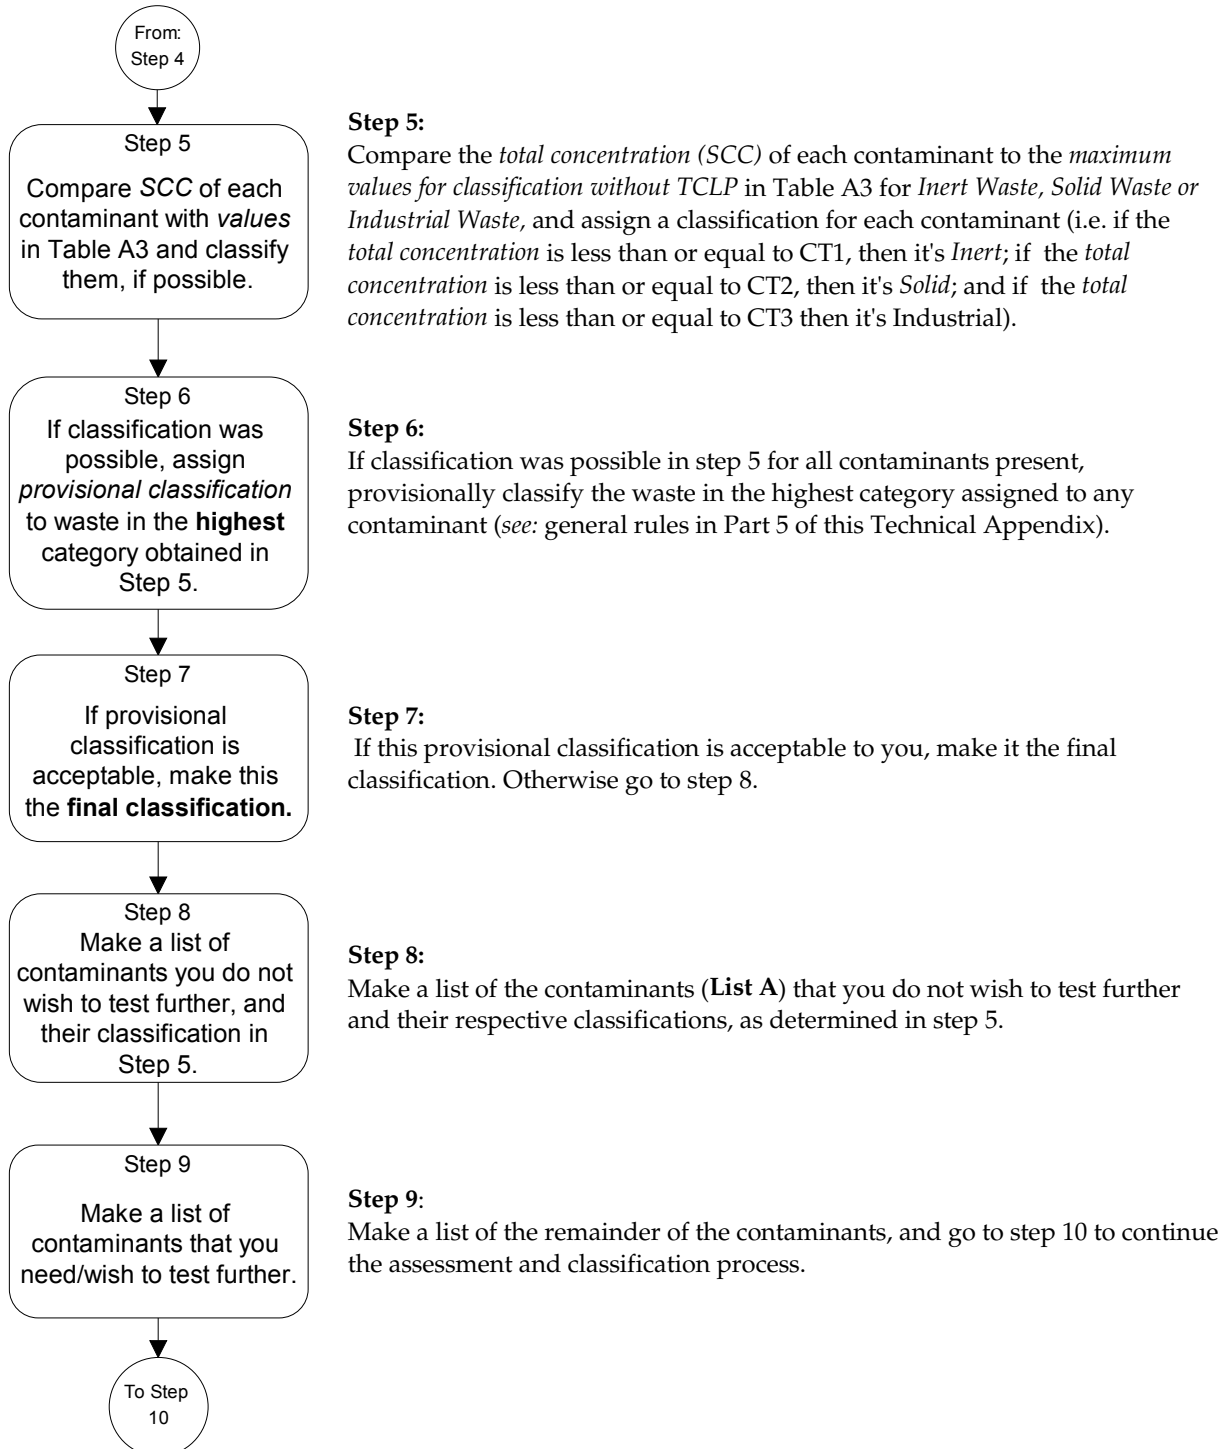 From:
Step 4
Step 5
Compare SCC of each
contaminant with values
in Table A3 and classify
them, if possible.
Step 5:
Compare the total concentration (SCC) of each contaminant to the maximum
values for classification without TCLP in Table A3 for Inert Waste, Solid Waste or
Industrial Waste, and assign a classification for each contaminant (i.e. if the
total concentration is less than or equal to CT1, then it's Inert; if  the total
concentration is less than or equal to CT2, then it's Solid; and if  the total
concentration is less than or equal to CT3 then it's Industrial).
Step 6
If classification was
possible, assign
provisional classification
to waste in the highest
category obtained in
Step 5.
Step 6:
If classification was possible in step 5 for all contaminants present,
provisionally classify the waste in the highest category assigned to any
contaminant (see: general rules in Part 5 of this Technical Appendix).
Step 7
If provisional
classification is
acceptable, make this
the final classification.
Step 7:
If this provisional classification is acceptable to you, make it the final
classification. Otherwise go to step 8.
Step 8
Make a list of
contaminants you do not
wish to test further, and
their classification in
Step 5.
Step 8:
Make a list of the contaminants (List A) that you do not wish to test further
and their respective classifications, as determined in step 5.
Step 9
Make a list of
contaminants that you
need/wish to test further.
Step 9:
Make a list of the remainder of the contaminants, and go to step 10 to continue
the assessment and classification process.
To Step
10